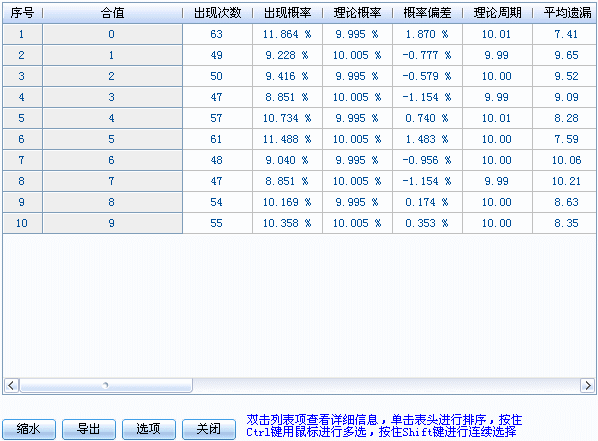 序号 合值 出现次数 出现概率 理论概率 概率偏差 理论周期 平均遗漏
1 0 63 11.864 % 9.995 % 1.870 % 10.01 7.41
2 1 49 9.228 % 10.005 % -0.777 % 9.99 9.65
3 2 50 9.416 % 9.995 % -0.579 % 10.00 9.52
4 3 47 8.851 % 10.005 % -1.154 % 9.99 9.09
5 4 57 10.734 % 9.995 % 0.740 % 10.01 8.28
6 5 61 11.488 % 10.005 % 1.483 % 10.00 7.59
7 6 48 9.040 % 9.995 % -0.956 % 10.00 10.06
8 7 47 8.851 % 10.005 % -1.154 % 9.99 10.21
9 8 54 10.169 % 9.995 % 0.174 % 10.00 8.63
10 9 55 10.358 % 10.005 % 0.353 % 10.00 8.35
缩水 导出 选项 关闭
双击列表项查看详细信息，单击表头进行排序，按住
Ctrl键用鼠标进行多选，按住Shift键进行连续选择